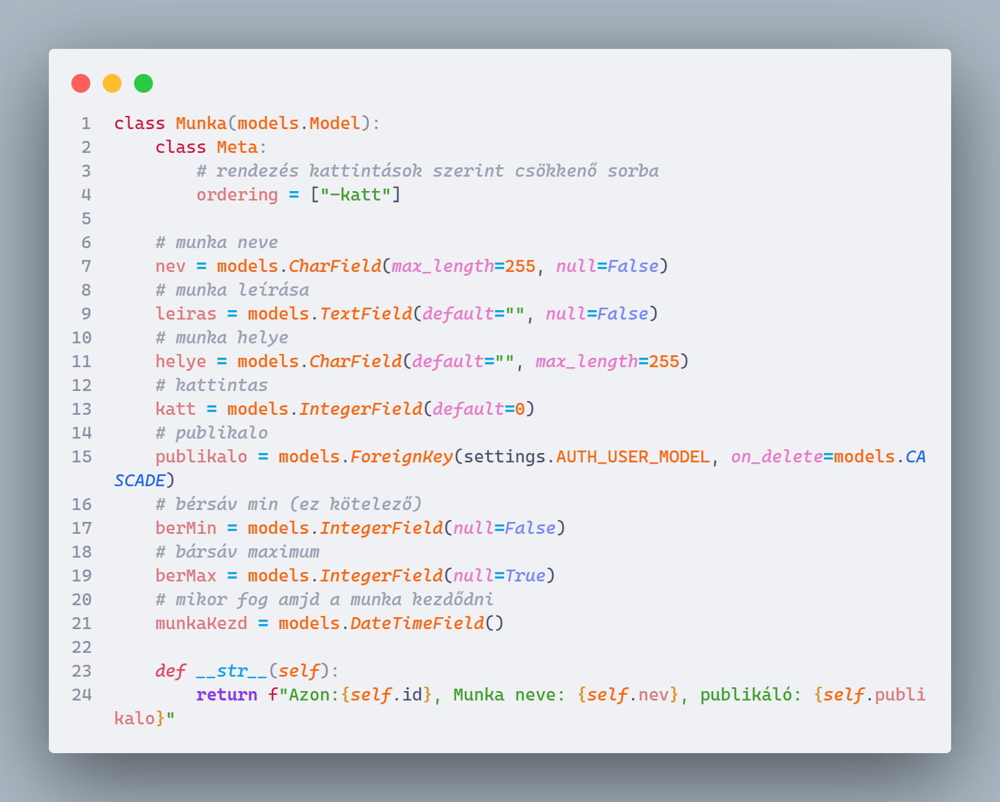 1 class Munka(models.Model):
2     class Meta:
3         # rendezés kattintások szerint csökkenő sorba
4         ordering = ["-katt"]
5
6     # munka neve
7     nev = models.CharField(max_length=255, null=False)
8     # munka leírása
9     leiras = models.TextField(default="", null=False)
10     # munka helye
11     helye = models.CharField(default="", max_length=255)
12     # kattintas
13     katt = models.IntegerField(default=0)
14     # publikalo
15     publikalo = models.ForeignKey(settings.AUTH_USER_MODEL, on_delete=models.CA
SCADE)
16     # bérsáv min (ez kötelező)
17     berMin = models.IntegerField(null=False)
18     # bársáv maximum
19     berMax = models.IntegerField(null=True)
20     # mikor fog amjd a munka kezdődni
21     munkaKezd = models.DateTimeField()
22
23     def __str__(self):
24         return f"Azon:{self.id}, Munka neve: {self.nev}, publikáló: {self.publi
kalo}"